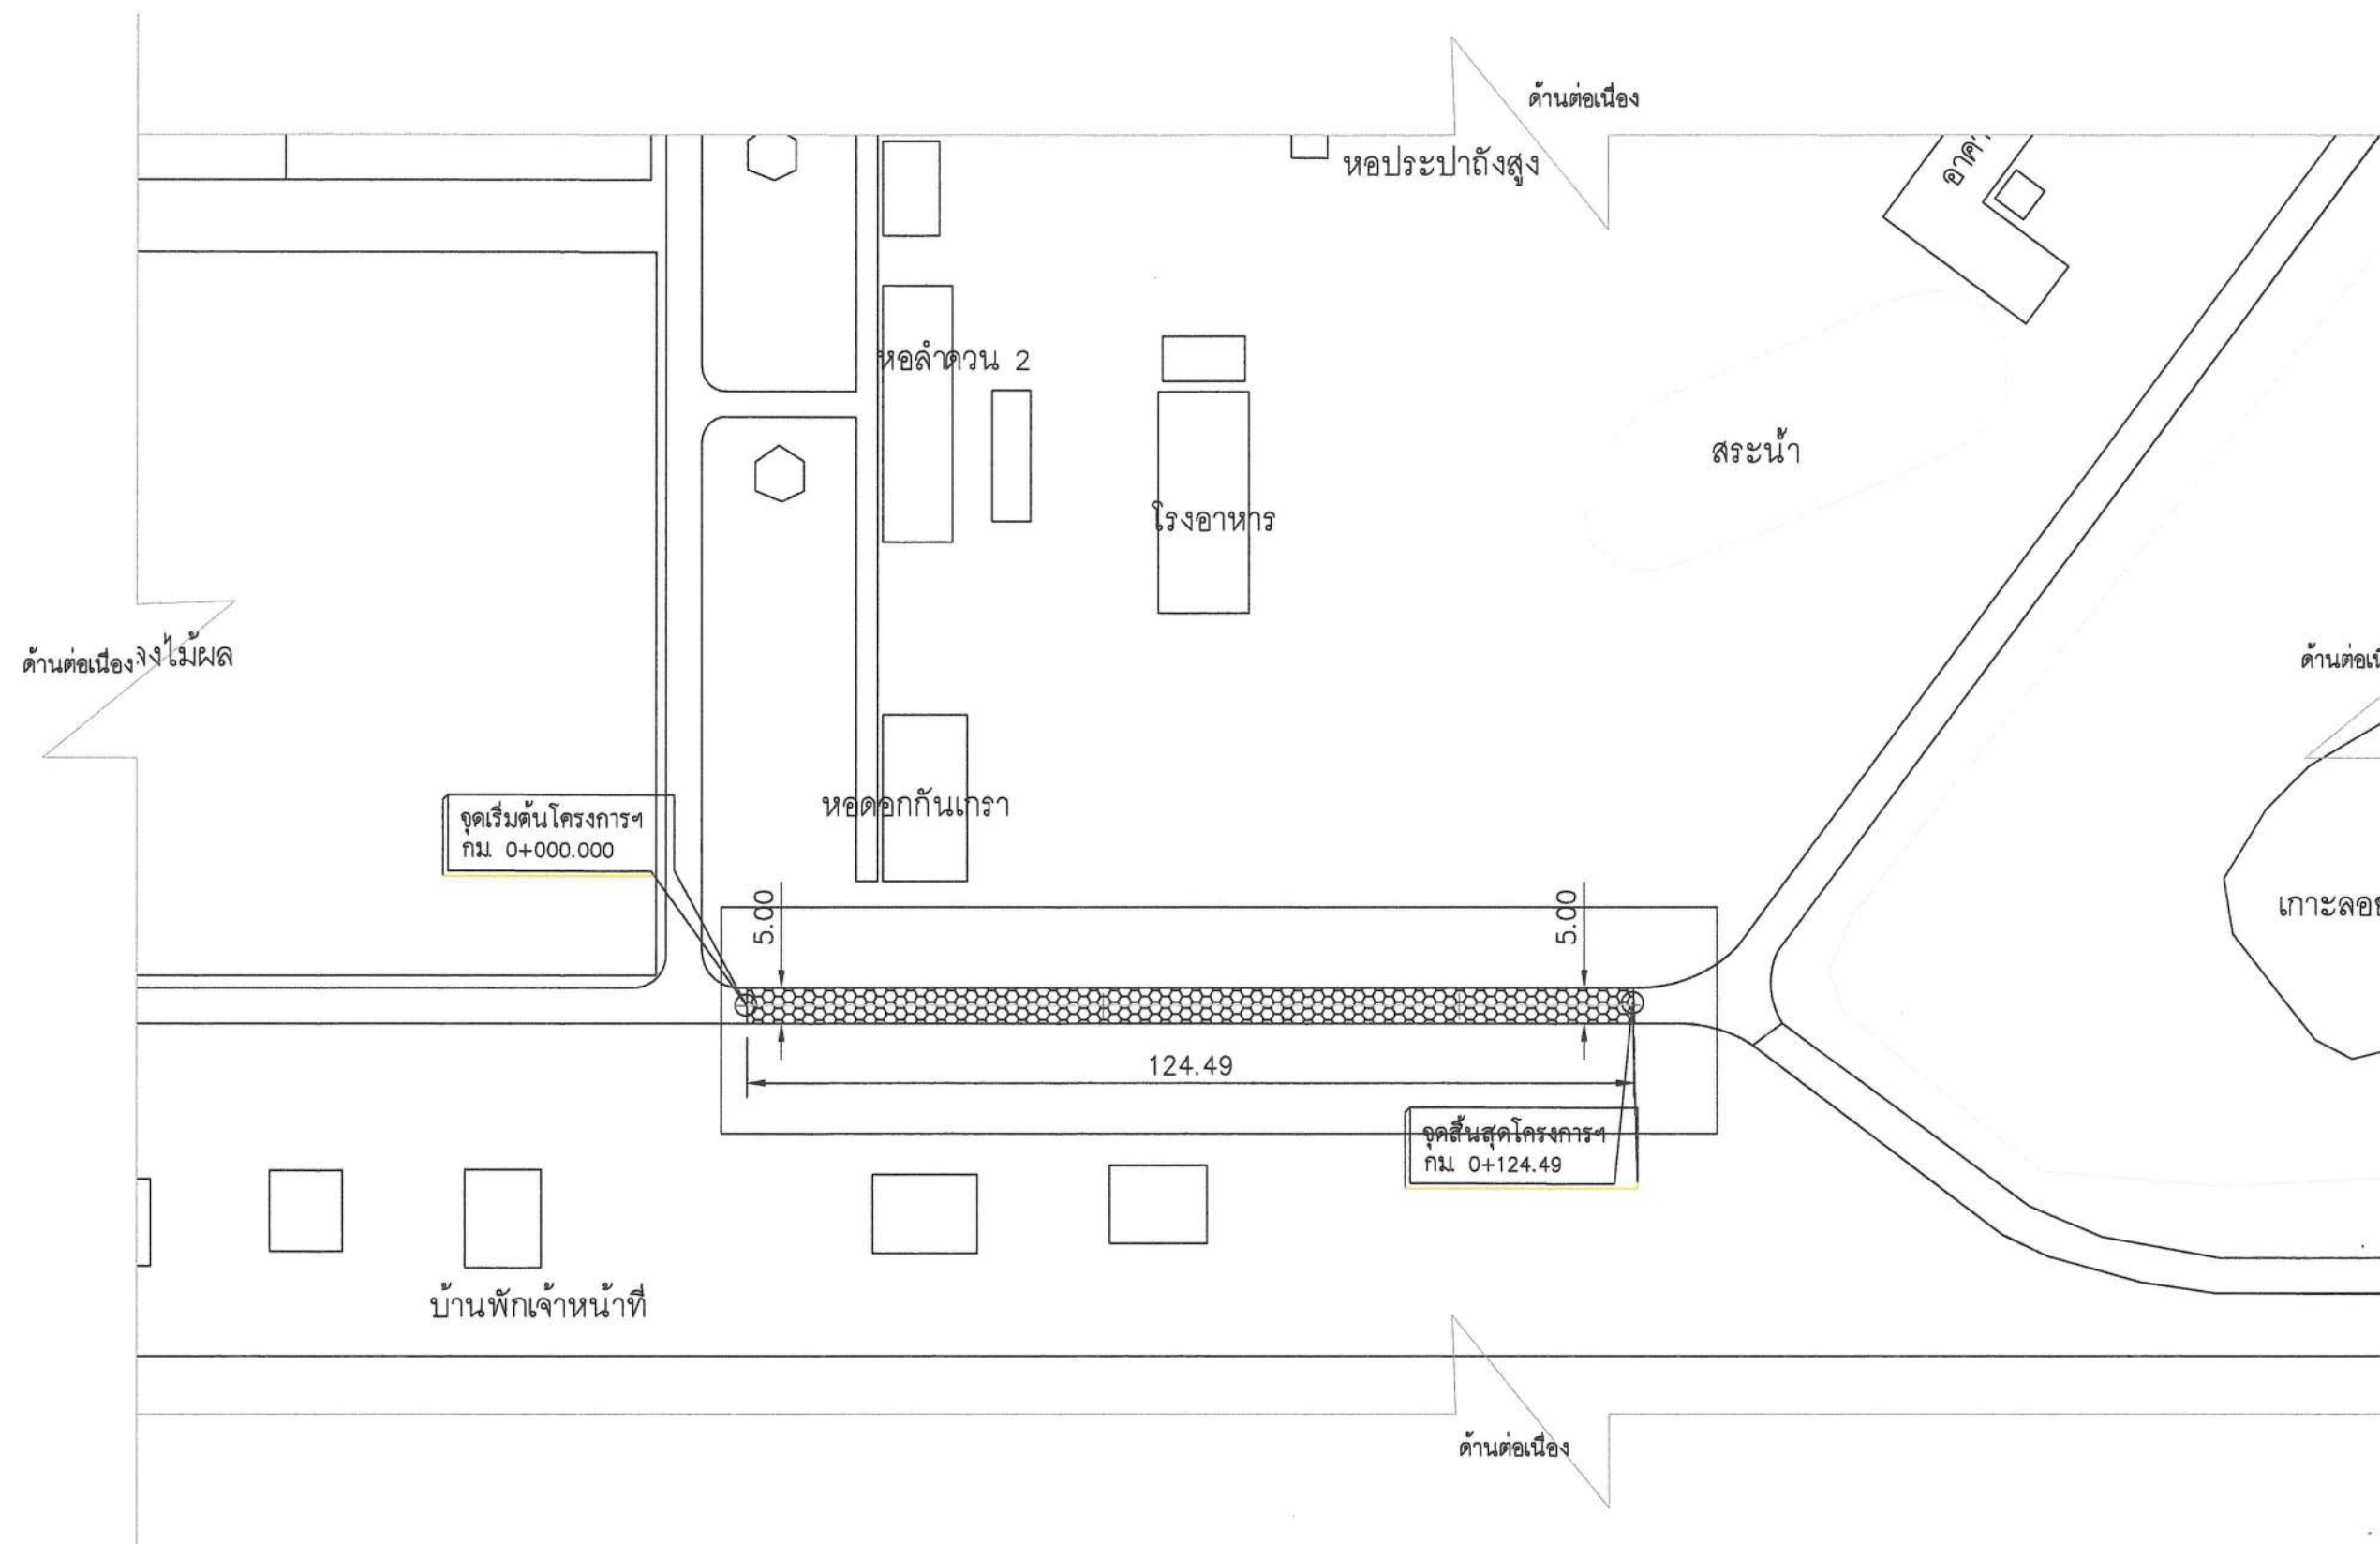 ด้านต่อเนื่อง
หอประปาถังสูง
หอลำดวน 2
สระน้ำ
โรงอาหาร
ด้านต่อเนื่อง
งไม้ผล
หอดอกกันเกรา
จุดเริ่มต้นโครงการฯ
กม. 0+000.000
5.00
5.00
124.49
จุดสิ้นสุดโครงการฯ
กม. 0+124.49
บ้านพักเจ้าหน้าที่
ด้านต่อเนื่อง